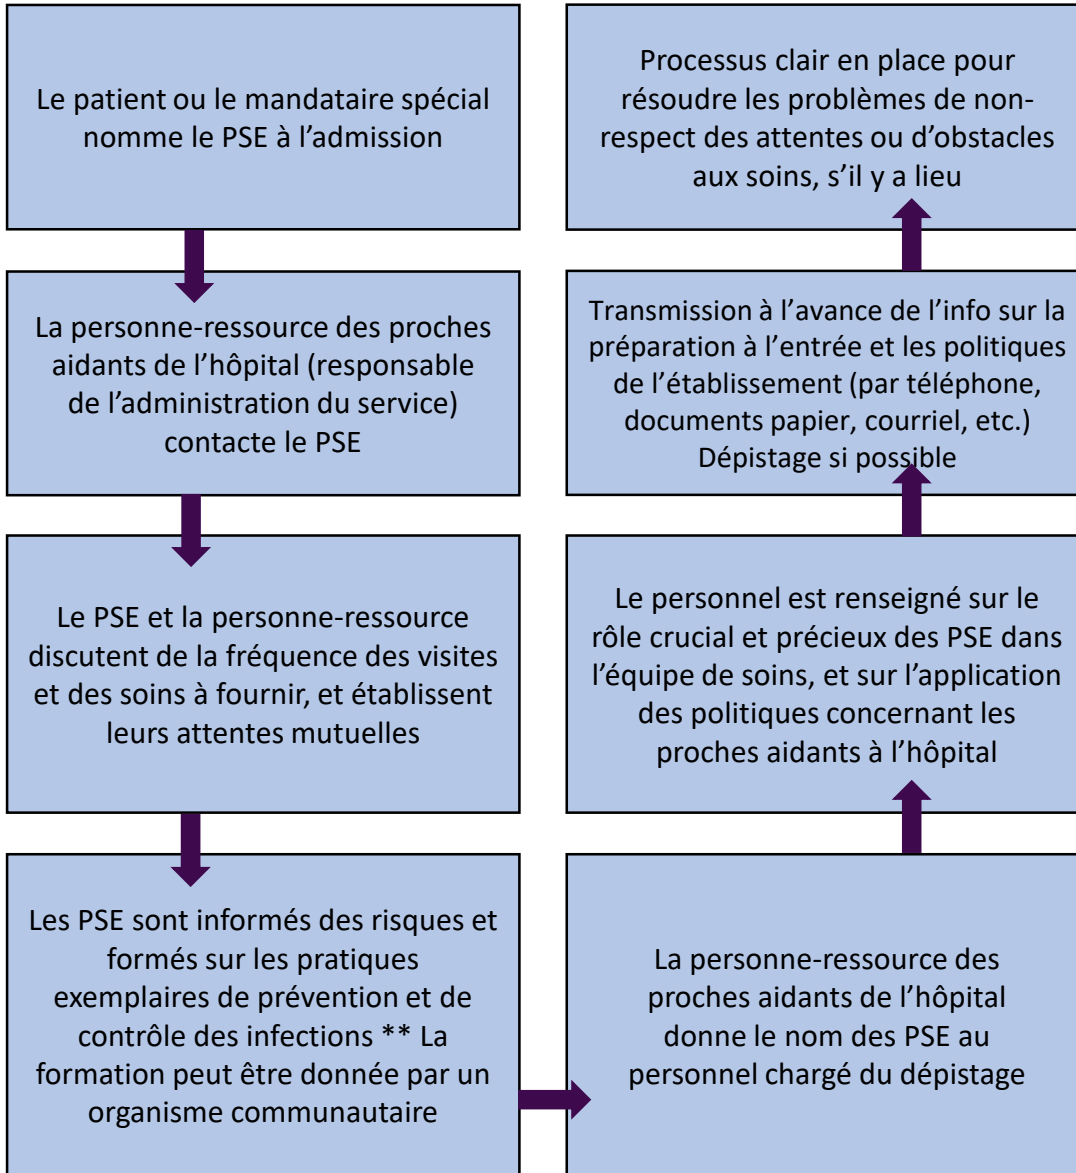 Le patient ou le mandataire spécial
nomme le PSE à l’admission
La personne-ressource des proches
aidants de l’hôpital (responsable
de l’administration du service)
contacte le PSE
Le PSE et la personne-ressource
discutent de la fréquence des visites
et des soins à fournir, et établissent
leurs attentes mutuelles
Les PSE sont informés des risques et
formés sur les pratiques
exemplaires de prévention et de
contrôle des infections ** La
formation peut être donnée par un
organisme communautaire
La personne-ressource des
proches aidants de l’hôpital
donne le nom des PSE au
personnel chargé du dépistage
Le personnel est renseigné sur le
rôle crucial et précieux des PSE dans
l’équipe de soins, et sur l’application
des politiques concernant les
proches aidants à l’hôpital
Transmission à l’avance de l’info sur la
préparation à l’entrée et les politiques
de l’établissement (par téléphone,
documents papier, courriel, etc.)
Dépistage si possible
Processus clair en place pour
résoudre les problèmes de non-
respect des attentes ou d’obstacles
aux soins, s’il y a lieu